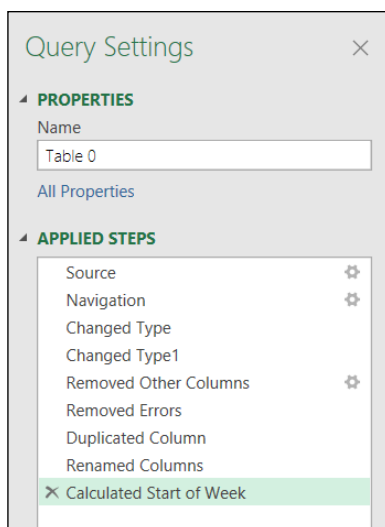 Query Settings
PROPERTIES
Name
Table 0
All Properties
APPLIED STEPS
Source
Navigation
Changed Type
Changed Type1
Removed Other Columns
Removed Errors
Duplicated Column
Renamed Columns
Calculated Start of Week